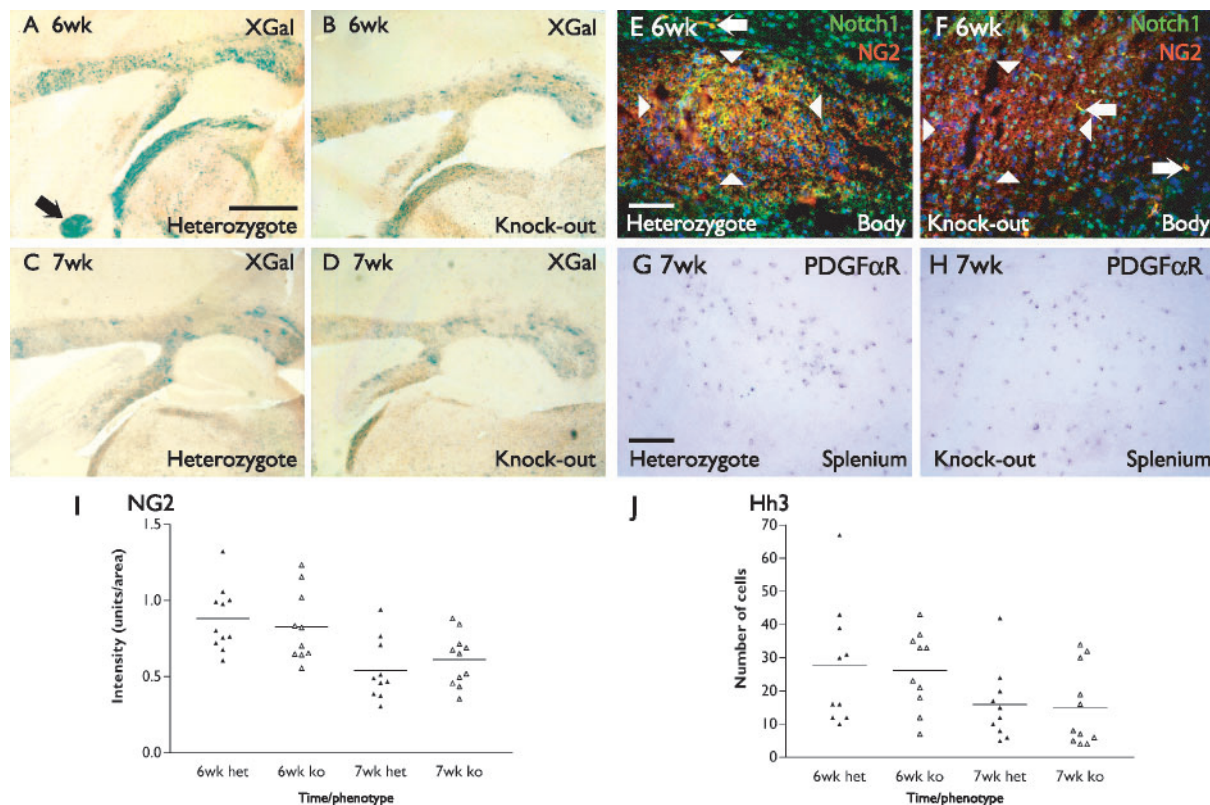 A 6wk XGal
Heterozygote
B 6wk XGal
Knock-out
E 6wk Notch1
NG2
Heterozygote Body
F 6wk Notch1
NG2
Knock-out Body
C 7wk XGal
Heterozygote
D 7wk XGal
Knock-out
G 7wk PDGFαR
Heterozygote Splenium
H 7wk PDGFαR
Knock-out Splenium
I NG2
Intensity (units/area)
1.5
1.0
0.5
0.0
6wk het 6wk ko 7wk het 7wk ko
Time/phenotype
J Hh3
Number of cells
70
60
50
40
30
20
10
0
6wk het 6wk ko 7wk het 7wk ko
Time/phenotype